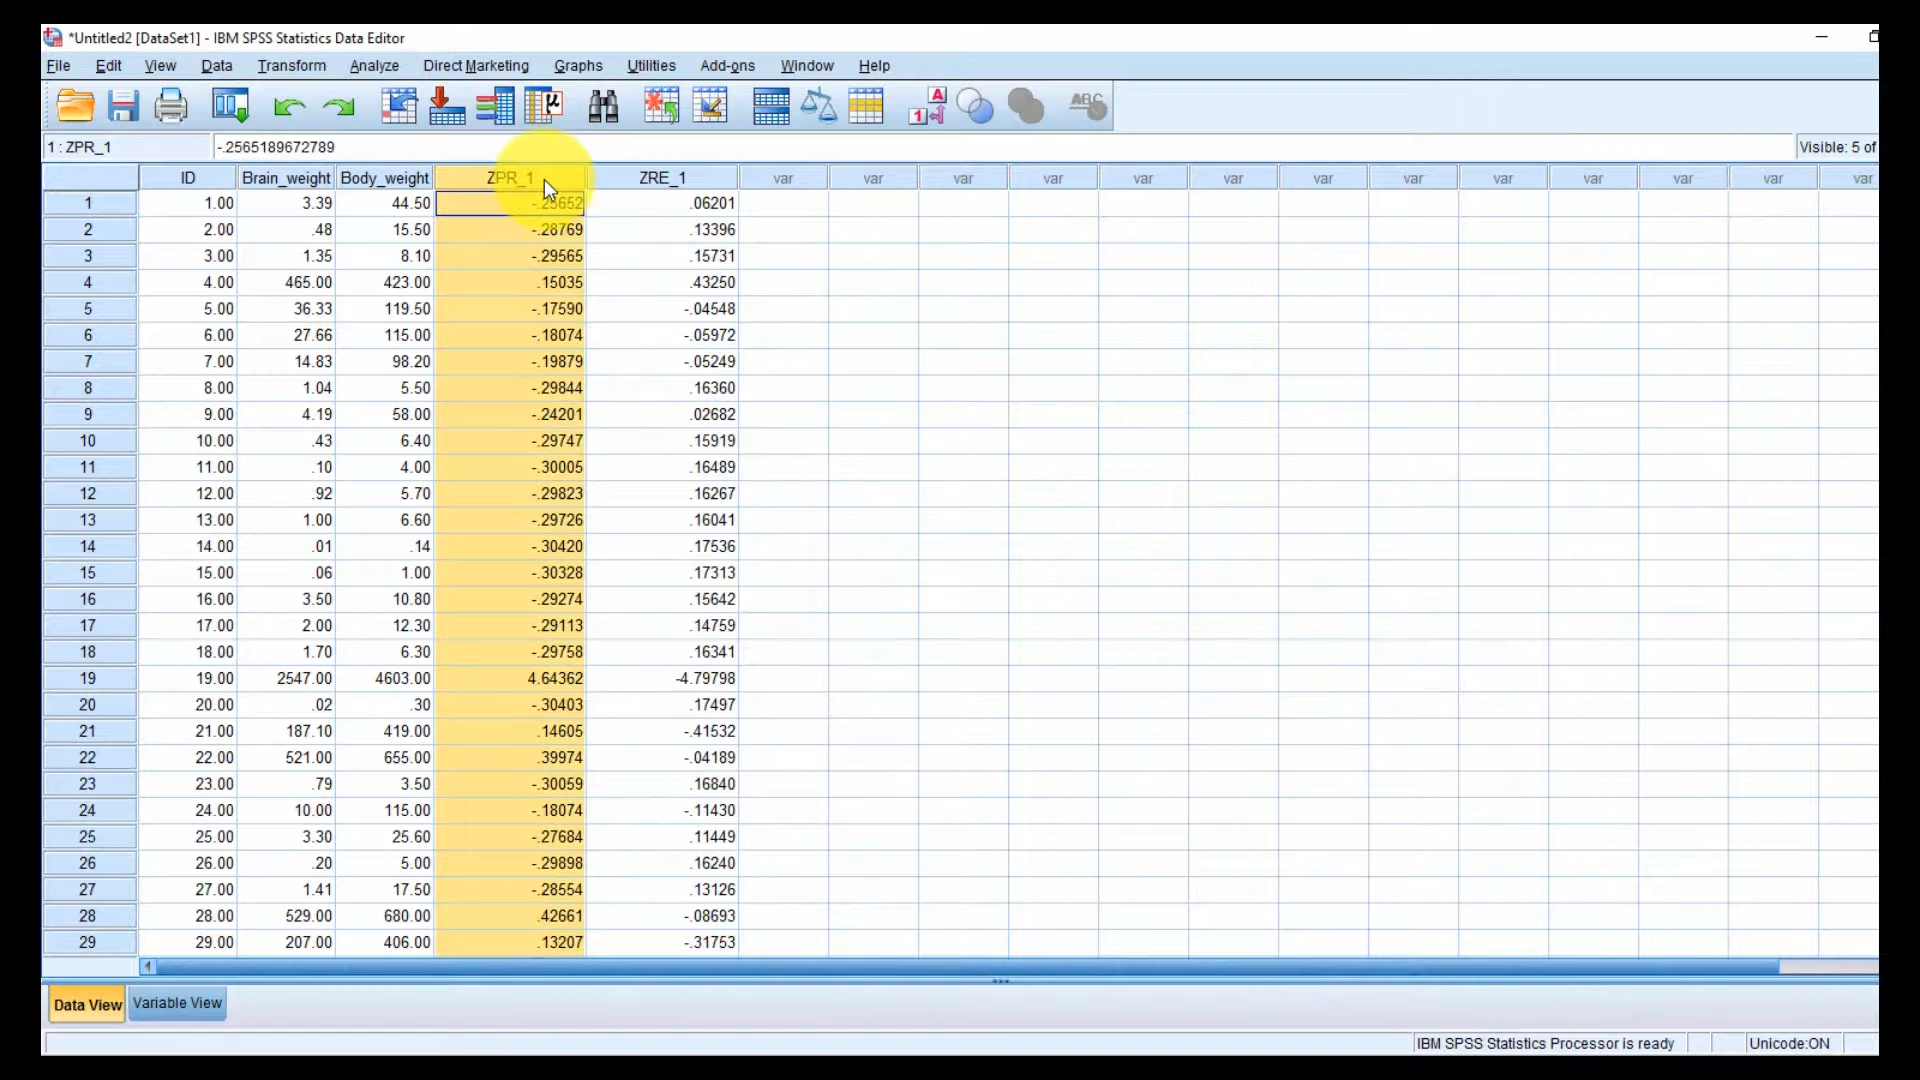 *Untitled2 [DataSet1] - IBM SPSS Statistics Data Editor
File Edit View Data Transform Analyze Direct Marketing Graphs Utilities Add-ons Window Help
A
ABC
1 : ZPR_1 -.2565189672789 Visible: 5 of
ID Brain_weight Body_weight ZPR_1 ZRE_1 var var var var var var var var var var var var var
1 1.00 3.39 44.50 -.25652 .06201
2 2.00 .48 15.50 -.28769 .13396
3 3.00 1.35 8.10 -.29565 .15731
4 4.00 465.00 423.00 .15035 .43250
5 5.00 36.33 119.50 -.17590 -.04548
6 6.00 27.66 115.00 -.18074 -.05972
7 7.00 14.83 98.20 -.19879 -.05249
8 8.00 1.04 5.50 -.29844 .16360
9 9.00 4.19 58.00 -.24201 .02682
10 10.00 .43 6.40 -.29747 .15919
11 11.00 .10 4.00 -.30005 .16489
12 12.00 .92 5.70 -.29823 .16267
13 13.00 1.00 6.60 -.29726 .16041
14 14.00 .01 .14 -.30420 .17536
15 15.00 .06 1.00 -.30328 .17313
16 16.00 3.50 10.80 -.29274 .15642
17 17.00 2.00 12.30 -.29113 .14759
18 18.00 1.70 6.30 -.29758 .16341
19 19.00 2547.00 4603.00 4.64362 -4.79798
20 20.00 .02 .30 -.30403 .17497
21 21.00 187.10 419.00 .14605 -.41532
22 22.00 521.00 655.00 .39974 -.04189
23 23.00 .79 3.50 -.30059 .16840
24 24.00 10.00 115.00 -.18074 -.11430
25 25.00 3.30 25.60 -.27684 .11449
26 26.00 .20 5.00 -.29898 .16240
27 27.00 1.41 17.50 -.28554 .13126
28 28.00 529.00 680.00 .42661 -.08693
29 29.00 207.00 406.00 .13207 -.31753
Data View Variable View
IBM SPSS Statistics Processor is ready Unicode:ON